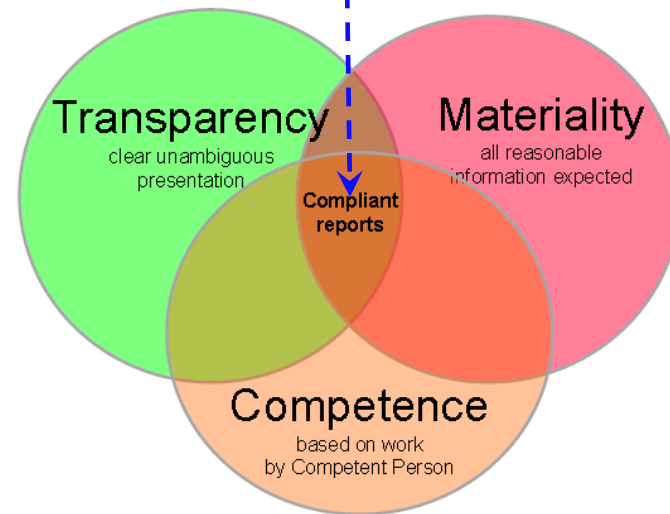 Transparency
clear unambiguous
presentation
Materiality
all reasonable
information expected
Compliant
reports
Competence
based on work
by Competent Person